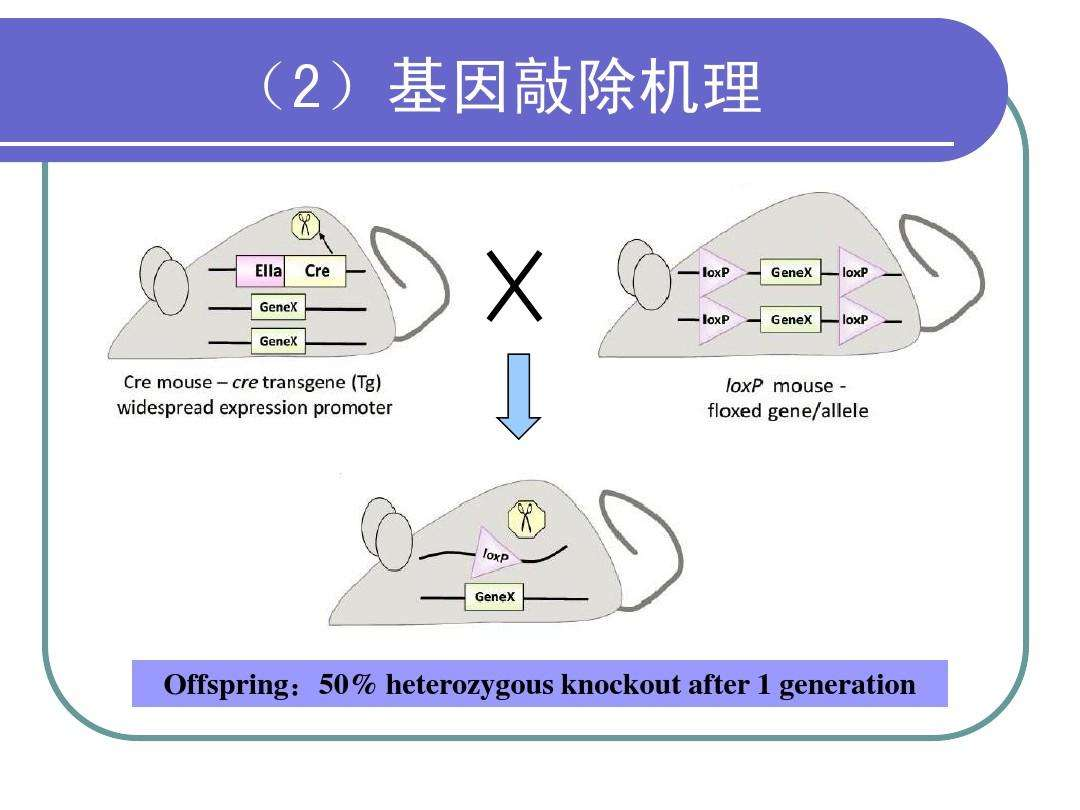 （2）基因敲除机理
EIIa Cre
GeneX
GeneX
loxP GeneX loxP
loxP GeneX loxP
Cre mouse – cre transgene (Tg)
widespread expression promoter
loxP mouse -
floxed gene/allele
loxP
GeneX
Offspring：50% heterozygous knockout after 1 generation